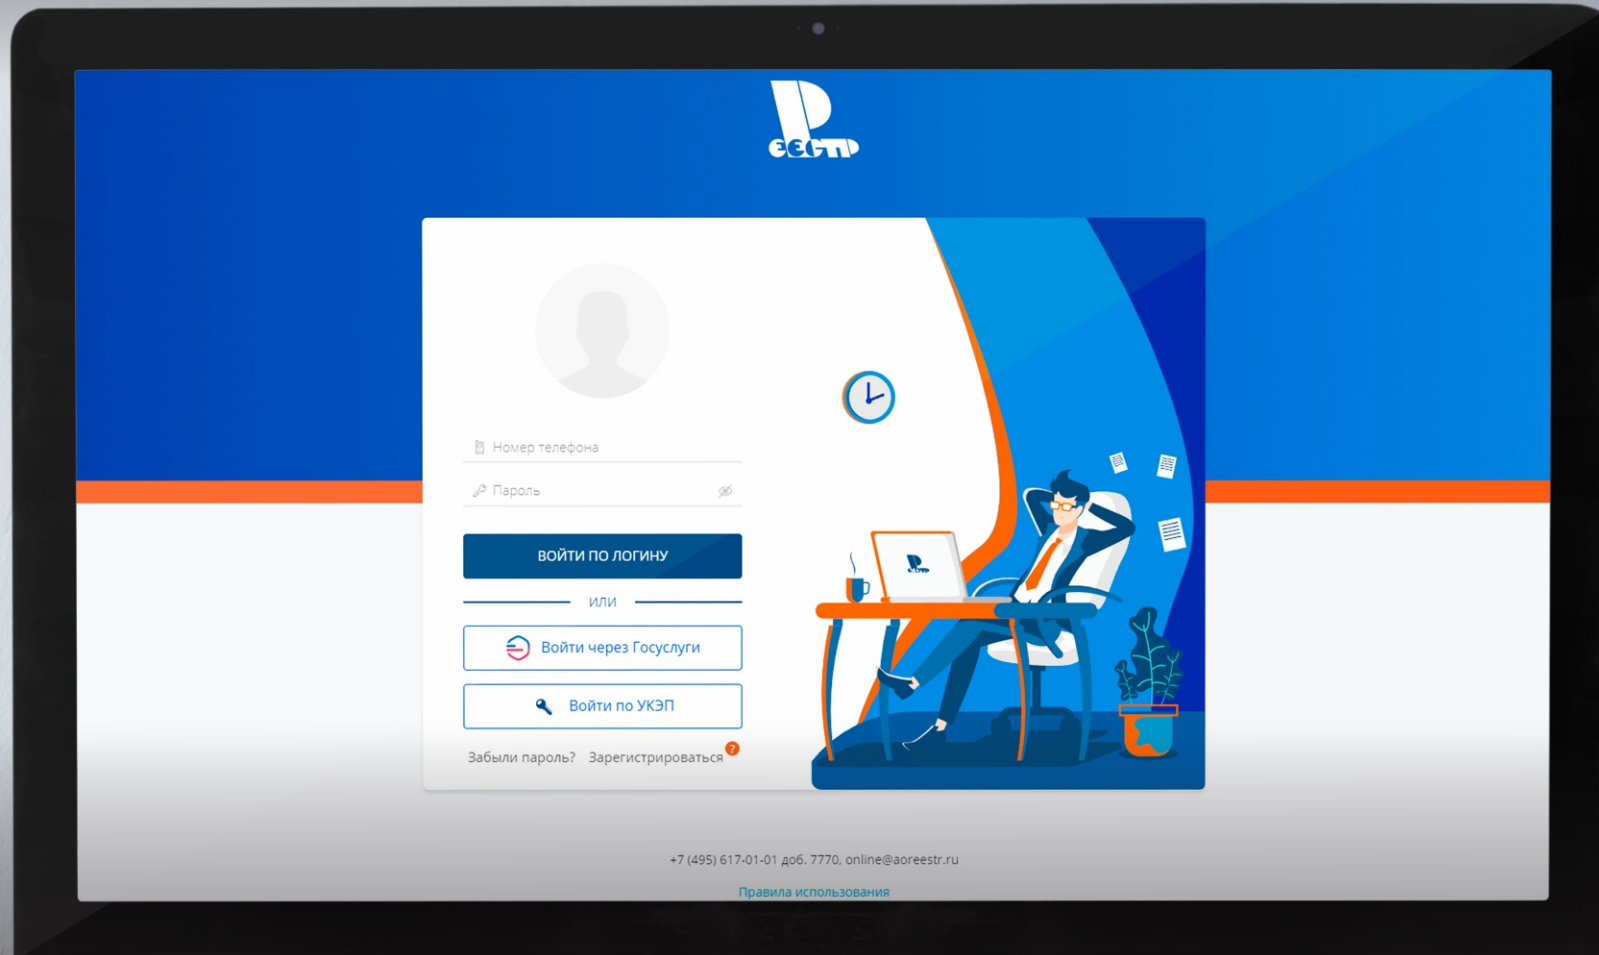 РЕЕСТР
Номер телефона
Пароль
ВОЙТИ ПО ЛОГИНУ
ИЛИ
Войти через Госуслуги
Войти по УКЭП
Забыли пароль? Зарегистрироваться ?
РЕЕСТР
+7 (495) 617-01-01 доб. 7770, online@aoreestr.ru
Правила использования